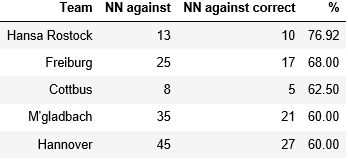 Team NN against NN against correct %
Hansa Rostock 13 10 76.92
Freiburg 25 17 68.00
Cottbus 8 5 62.50
M'gladbach 35 21 60.00
Hannover 45 27 60.00